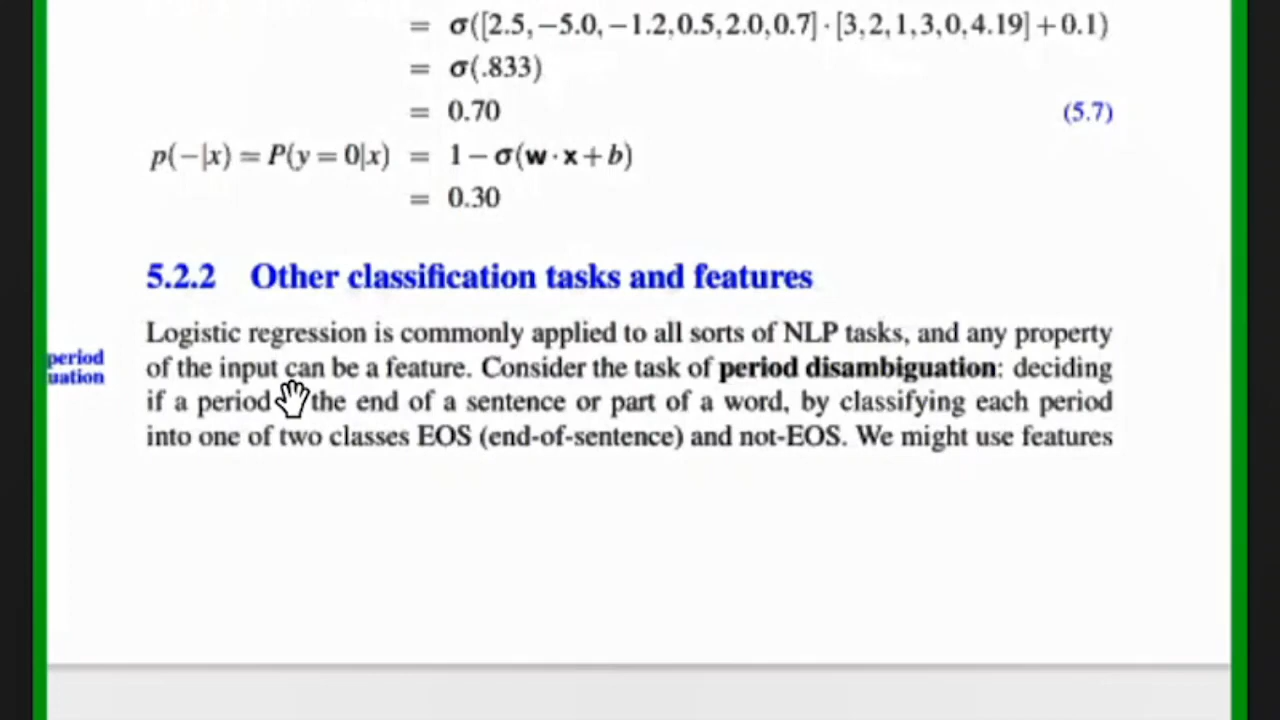 = σ([2.5,−5.0,−1.2,0.5,2.0,0.7]·[3,2,1,3,0,4.19]+0.1)
= σ(.833)
= 0.70 (5.7)
p(−|x) = P(y = 0|x) = 1−σ(w·x+b)
= 0.30
5.2.2 Other classification tasks and features
Logistic regression is commonly applied to all sorts of NLP tasks, and any property
period
of the input can be a feature. Consider the task of period disambiguation: deciding
uation
if a period the end of a sentence or part of a word, by classifying each period
into one of two classes EOS (end-of-sentence) and not-EOS. We might use features